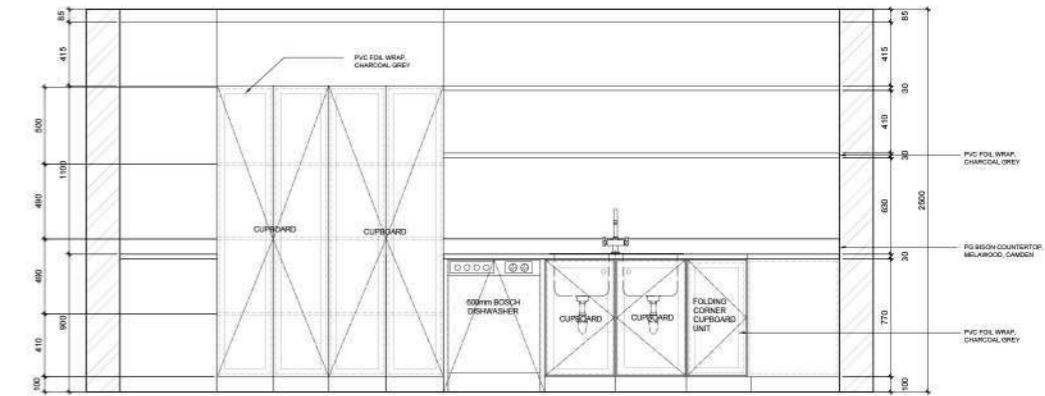 85
415
500
1100
490
490
900
410
100
PVC FOIL WRAP,
CHARCOAL GREY
CUPBOARD
CUPBOARD
600mm BOSCH
DISHWASHER
CUPBOARD
CUPBOARD
FOLDING
CORNER
CUPBOARD
UNIT
85
415
30
410
30
630
2500
30
770
100
PVC FOIL WRAP,
CHARCOAL GREY
PG BISON COUNTERTOP,
MELAWOOD, CAMDEN
PVC FOIL WRAP,
CHARCOAL GREY